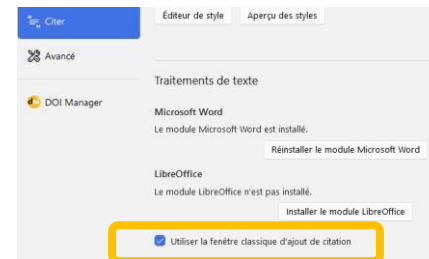 Citer
Éditeur de style
Aperçu des styles
Avancé
DOI Manager
Traitements de texte
Microsoft Word
Le module Microsoft Word est installé.
Réinstaller le module Microsoft Word
LibreOffice
Le module LibreOffice n'est pas installé.
Installer le module LibreOffice
Utiliser la fenêtre classique d'ajout de citation